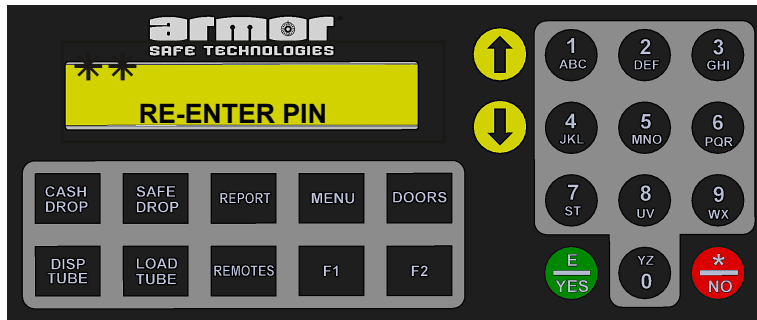 armor®
SAFE TECHNOLOGIES
**
RE-ENTER PIN
CASH
DROP
SAFE
DROP
REPORT
MENU
DOORS
DISP
TUBE
LOAD
TUBE
REMOTES
F1
F2
1
ABC
2
DEF
3
GHI
4
JKL
5
MNO
6
PQR
7
ST
8
UV
9
WX
E
YES
YZ
0
*
NO